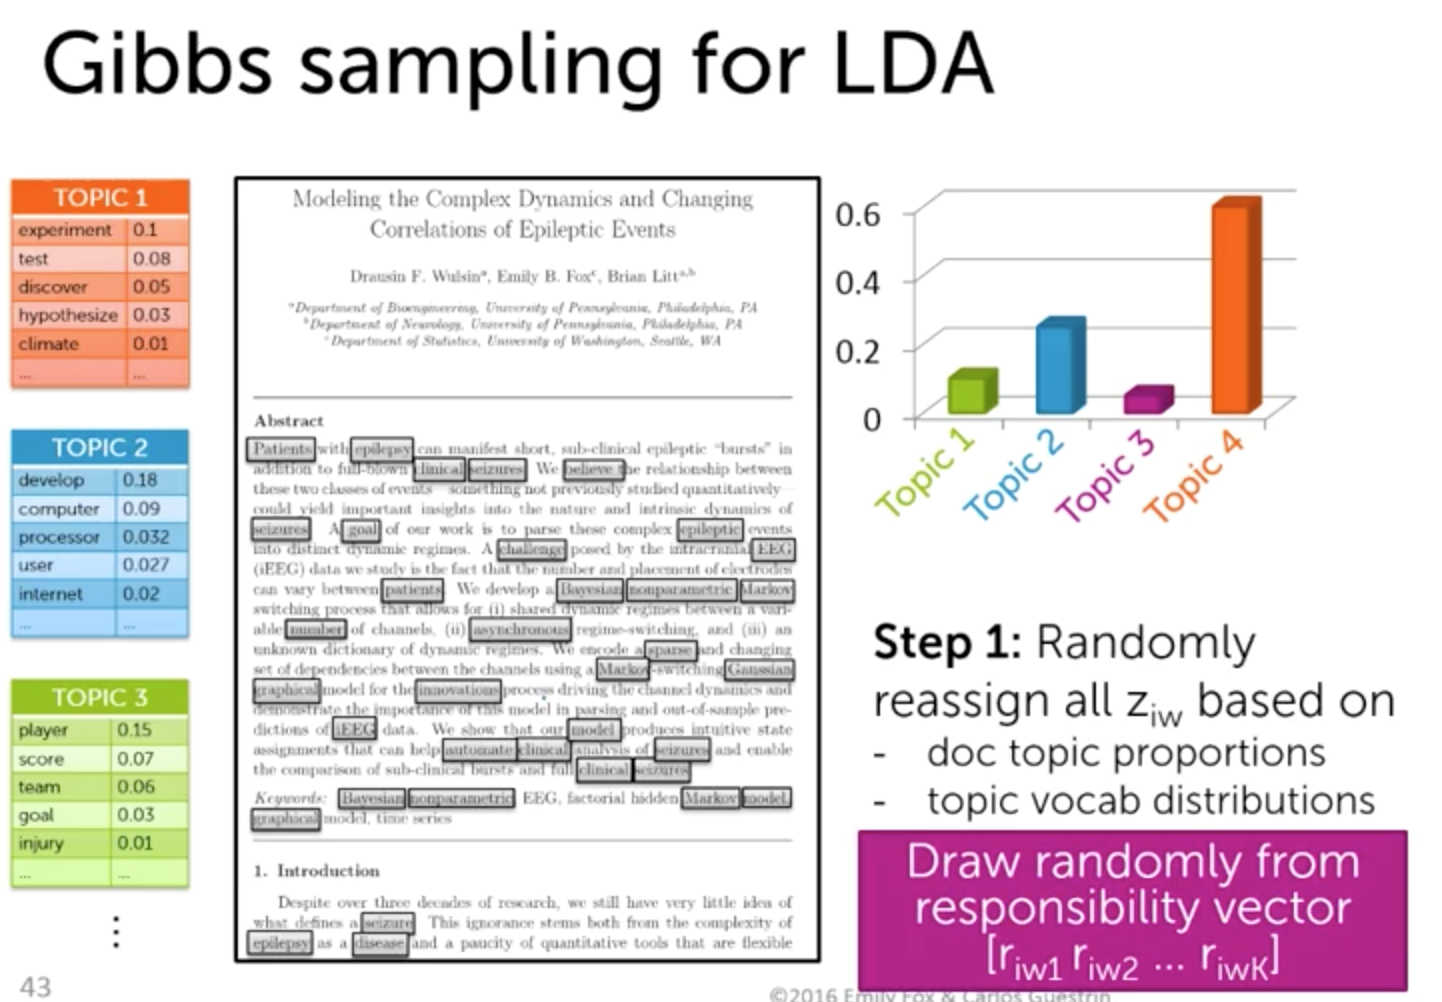 Gibbs sampling for LDA
TOPIC 1
experiment 0.1
test 0.08
discover 0.05
hypothesize 0.03
climate 0.01
... ...
TOPIC 2
develop 0.18
computer 0.09
processor 0.032
user 0.027
internet 0.02
... ...
TOPIC 3
player 0.15
score 0.07
team 0.06
goal 0.03
injury 0.01
... ...
⋮
Modeling the Complex Dynamics and Changing
Correlations of Epileptic Events
Drausin F. Wulsinᵃ, Emily B. Foxᶜ, Brian Littᵃ,ᵇ
ᵃDepartment of Bioengineering, University of Pennsylvania, Philadelphia, PA
ᵇDepartment of Neurology, University of Pennsylvania, Philadelphia, PA
ᶜDepartment of Statistics, University of Washington, Seattle, WA
Abstract
Patients with epilepsy can manifest short, sub-clinical epileptic “bursts” in
addition to full-blown clinical seizures We believe the relationship between
these two classes of events something not previously studied quantitatively
could yield important insights into the nature and intrinsic dynamics of
seizures A goal of our work is to parse these complex epileptic events
into distinct dynamic regimes. A challenge posed by the intracranial EEG
(iEEG) data we study is the fact that the number and placement of electrodes
can vary between patients We develop a Bayesian nonparametric Markov
switching process that allows for (i) shared dynamic regimes between a vari-
able number of channels, (ii) asynchronous regime-switching, and (iii) an
unknown dictionary of dynamic regimes. We encode a sparse and changing
set of dependencies between the channels using a Markov-switching Gaussian
graphical model for the innovations process driving the channel dynamics and
demonstrate the importance of this model in parsing and out-of-sample pre-
dictions of iEEG data. We show that our model produces intuitive state
assignments that can help automate clinical analysis of seizures and enable
the comparison of sub-clinical bursts and full clinical seizures
Keywords: Bayesian nonparametric EEG, factorial hidden Markov model,
graphical model, time series
1. Introduction
Despite over three decades of research, we still have very little idea of
what defines a seizure This ignorance stems both from the complexity of
epilepsy as a disease and a paucity of quantitative tools that are flexible
0.6
0.4
0.2
0
Topic 1
Topic 2
Topic 3
Topic 4
Step 1: Randomly
reassign all z_iw based on
- doc topic proportions
- topic vocab distributions
Draw randomly from
responsibility vector
[r_iw1 r_iw2 ... r_iwK]
43
©2016 Emily Fox & Carlos Guestrin